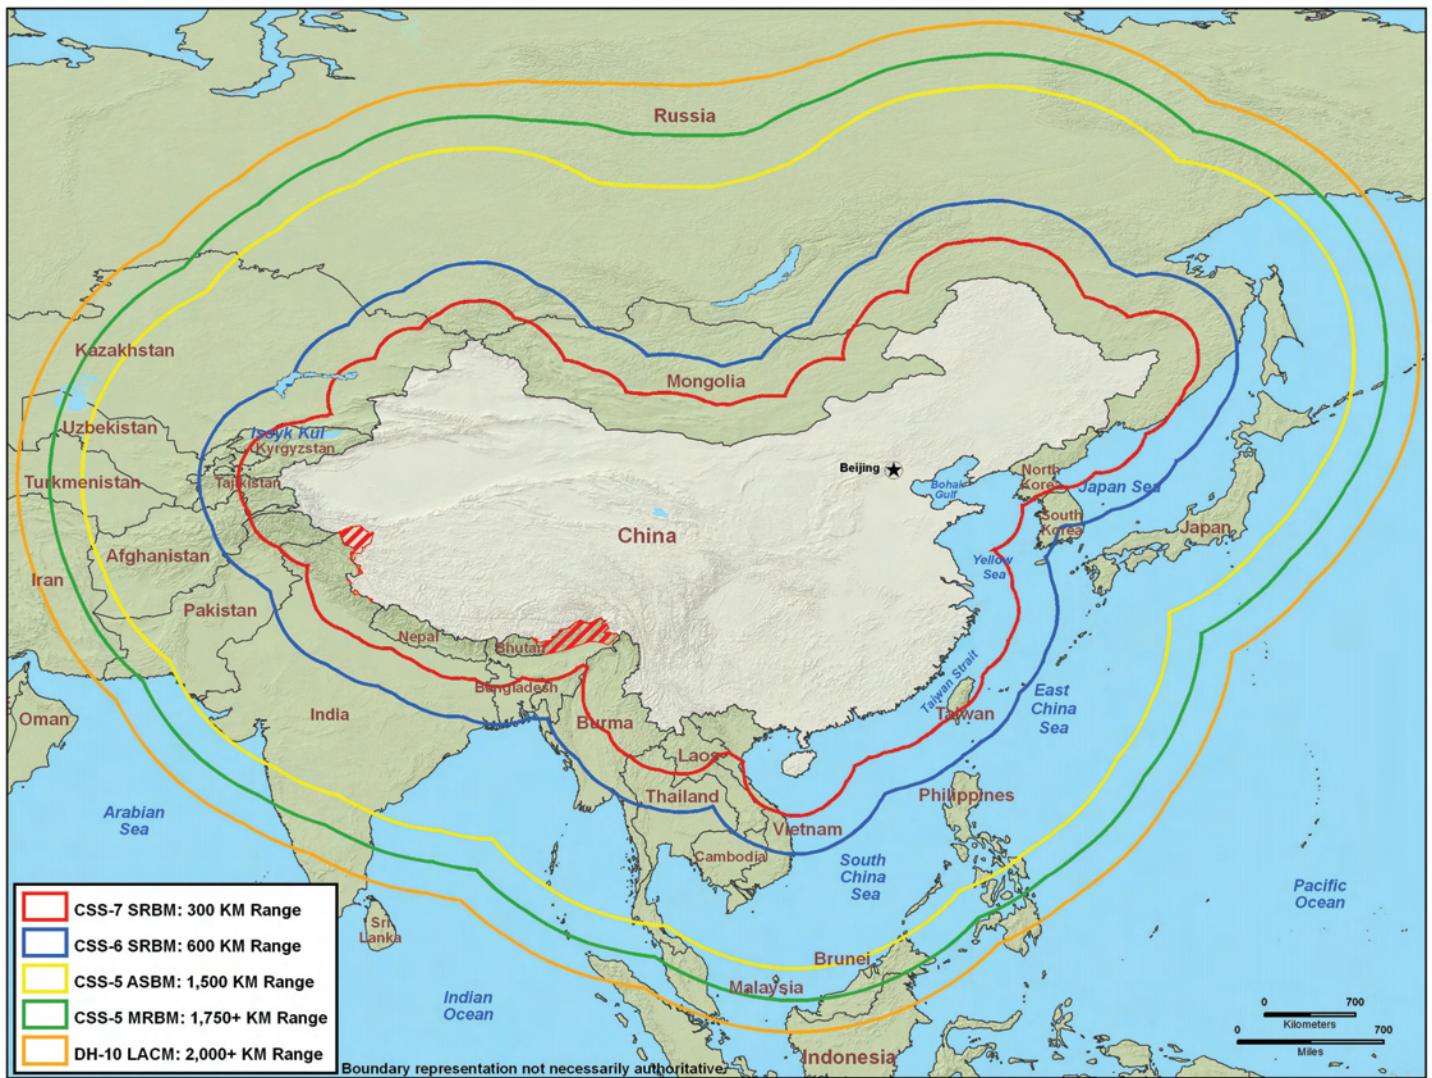 Russia
Kazakhstan
Mongolia
Uzbekistan
Issyk Kul
Kyrgyzstan
Turkmenistan
Tajikistan
Beijing
Bohai
Gulf
North
Korea
Japan Sea
South
Korea
Japan
China
Afghanistan
Iran
Yellow
Sea
Pakistan
Nepal
Bhutan
Bangladesh
Taiwan Strait
East
China
Sea
Oman
India
Burma
Taiwan
Laos
Thailand
Philippines
Arabian
Sea
Vietnam
Cambodia
South
China
Sea
Pacific
Ocean
Sri
Lanka
Brunei
Malaysia
Indian
Ocean
Indonesia
CSS-7 SRBM: 300 KM Range
CSS-6 SRBM: 600 KM Range
CSS-5 ASBM: 1,500 KM Range
CSS-5 MRBM: 1,750+ KM Range
DH-10 LACM: 2,000+ KM Range
0 700
Kilometers
0 700
Miles
Boundary representation not necessarily authoritative.